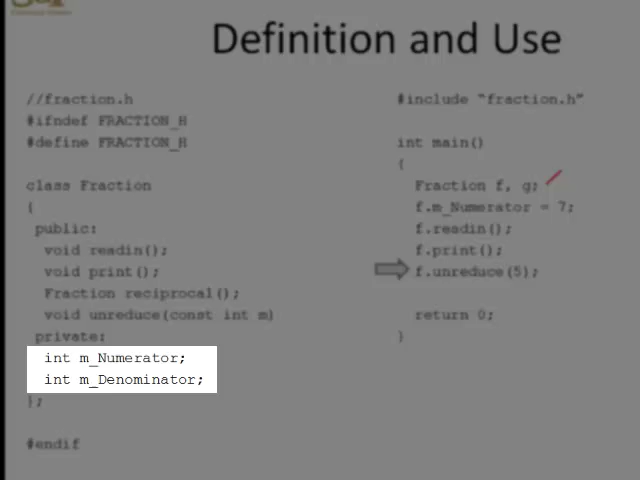 Definition and Use
//fraction.h
#ifndef FRACTION_H
#define FRACTION_H
class Fraction
{
public:
void readin();
void print();
Fraction reciprocal();
void unreduce(const int m)
private:
int m_Numerator;
int m_Denominator;
};
#endif
#include “fraction.h”
int main()
{
Fraction f, g;
f.m_Numerator = 7;
f.readin();
f.print();
f.unreduce(5);
return 0;
}